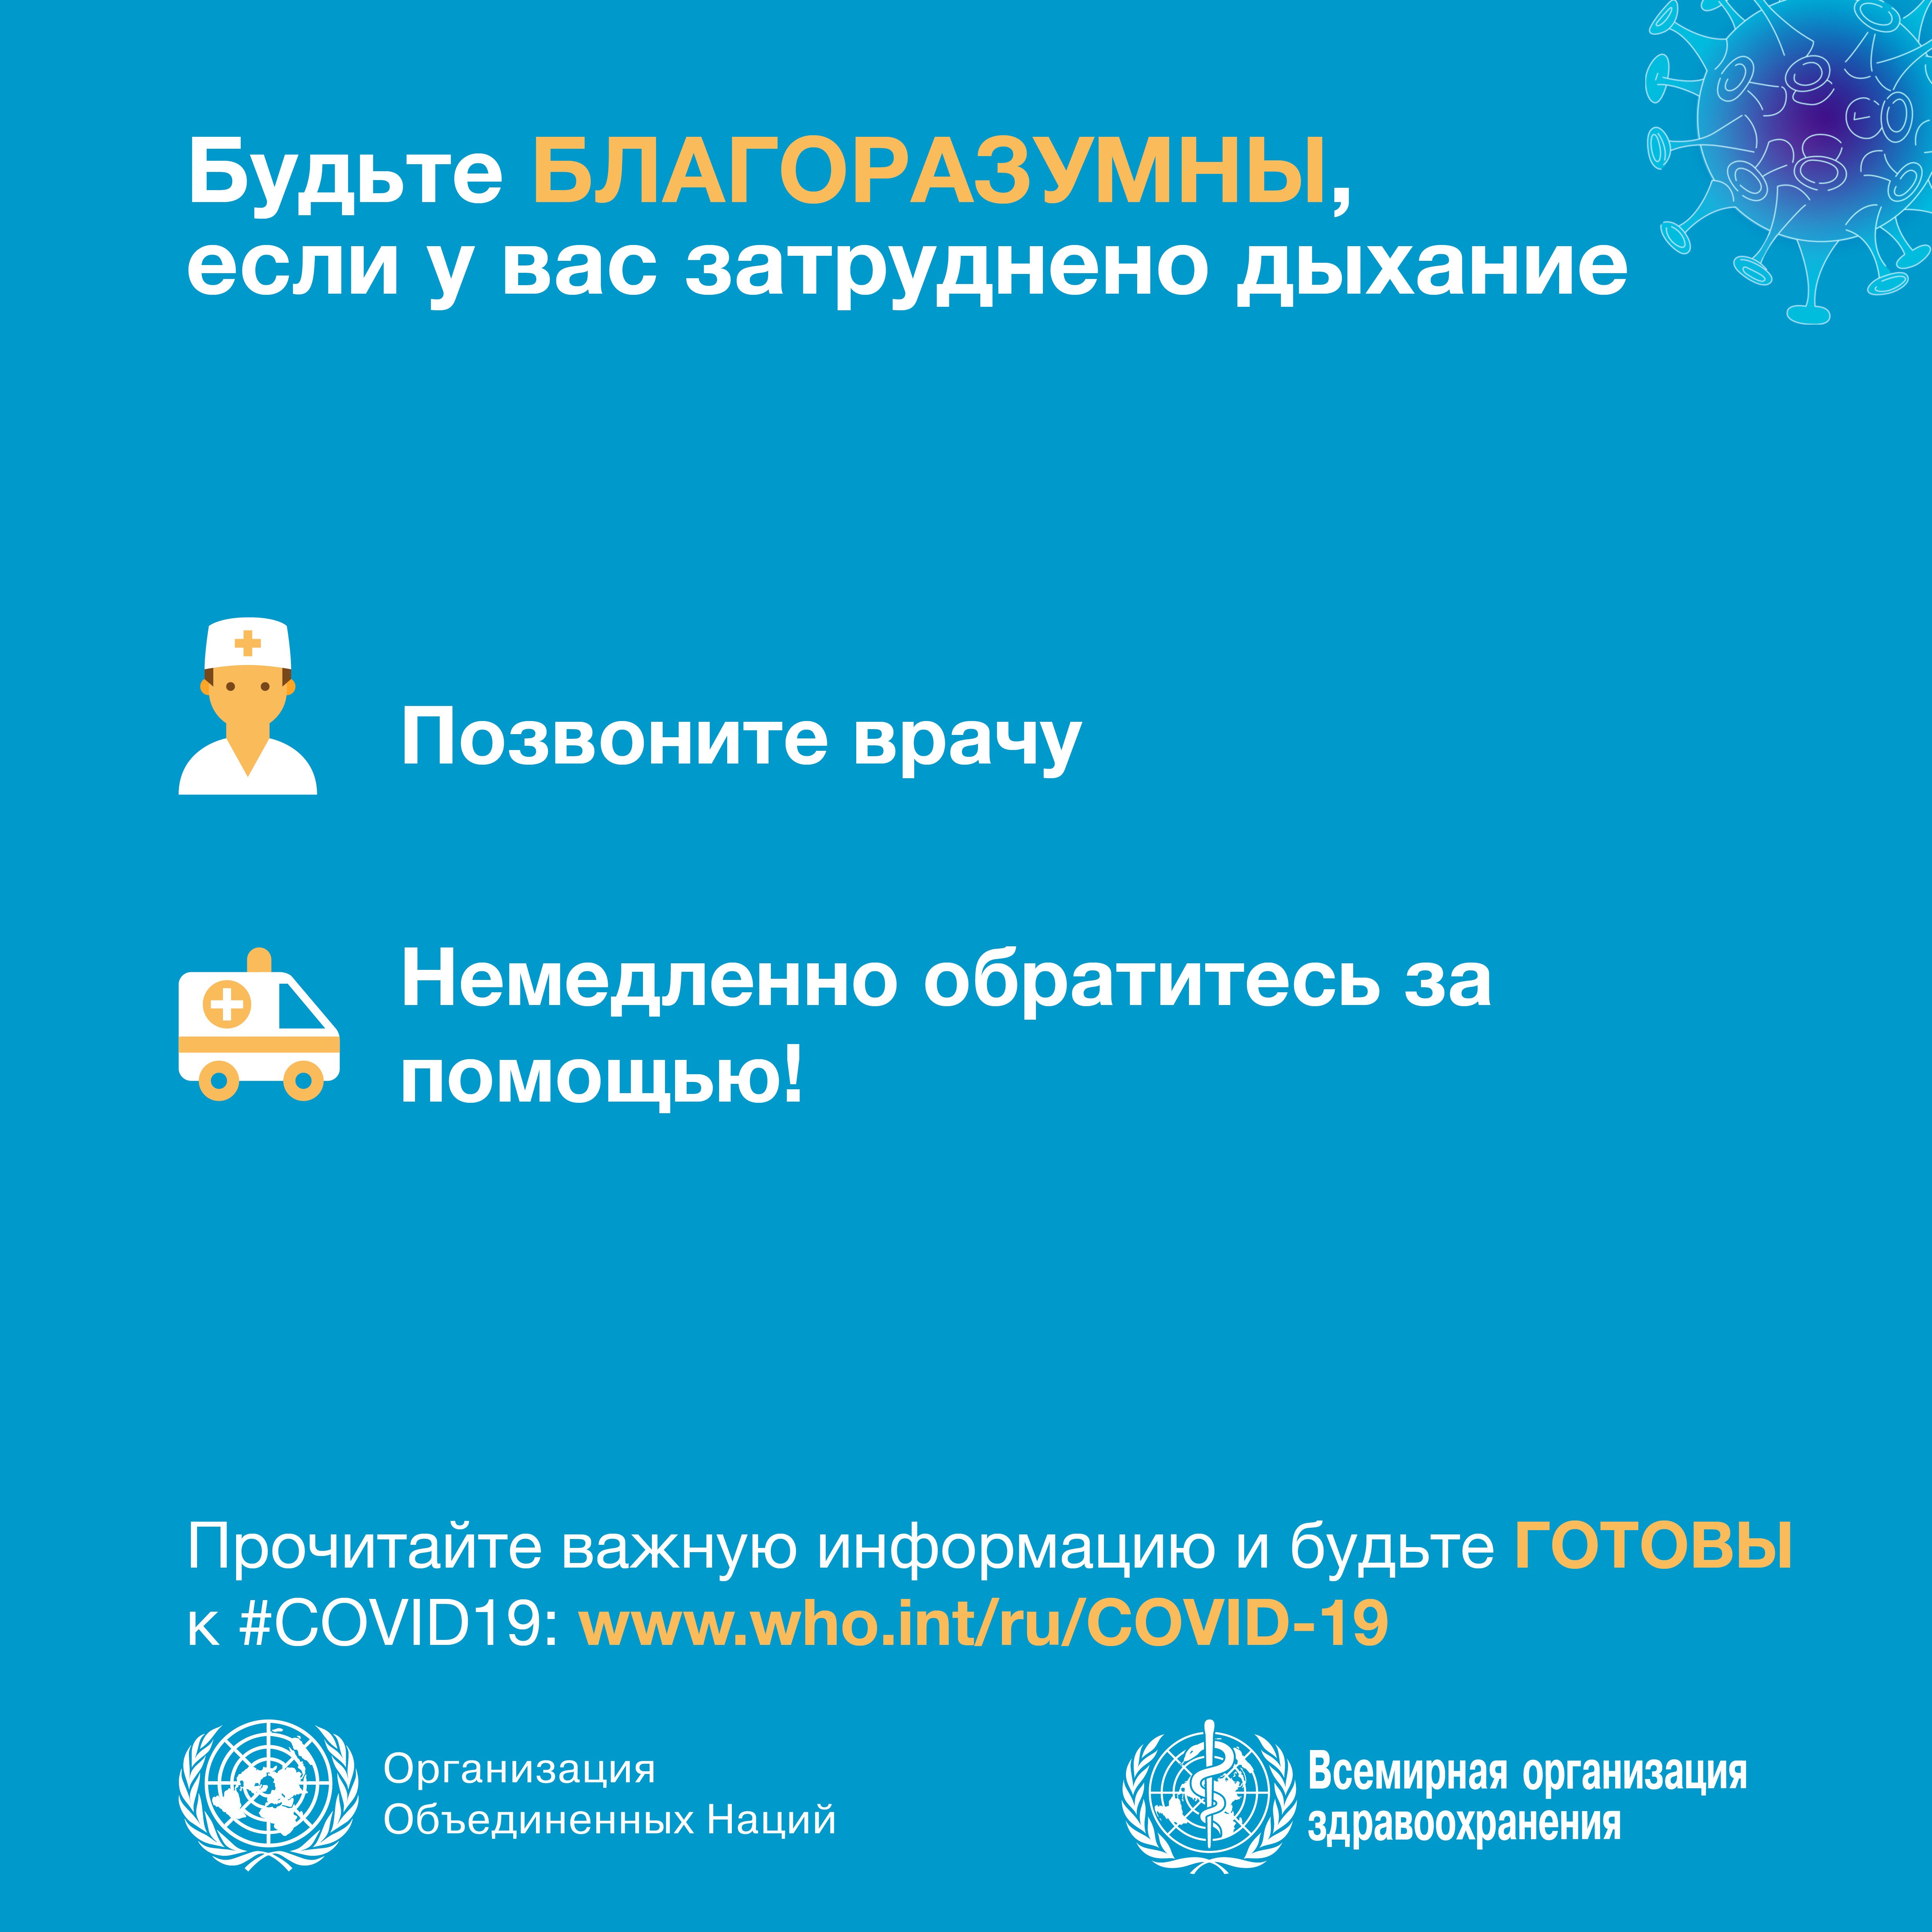 Будьте БЛАГОРАЗУМНЫ,
если у вас затруднено дыхание
Позвоните врачу
Немедленно обратитесь за
помощью!
Прочитайте важную информацию и будьте ГОТОВЫ
к #COVID19: www.who.int/ru/COVID-19
Организация
Объединенных Наций
Всемирная организация
здравоохранения